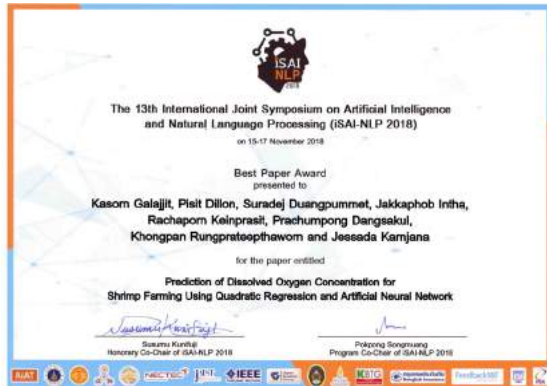 iSAI
NLP
2018
The 13th International Joint Symposium on Artificial Intelligence
and Natural Language Processing (iSAI-NLP 2018)
on 15-17 November 2018
Best Paper Award
presented to
Kasorn Galajjit, Pisit Dillon, Suradej Duangpummet, Jakkaphob Intha,
Rachaporn Keinprasit, Prachumpong Dangsakul,
Khongpan Rungprateepthaworn and Jessada Karnjana
for the paper entitled
Prediction of Dissolved Oxygen Concentration for
Shrimp Farming Using Quadratic Regression and Artificial Neural Network
Susumu Kunifuji
Susumu Kunifuji Pokpong Songmuang
Honorary Co-Chair of iSAI-NLP 2018 Program Co-Chair of iSAI-NLP 2018
AIAT NECTEC IEEE KBTG Feedback180